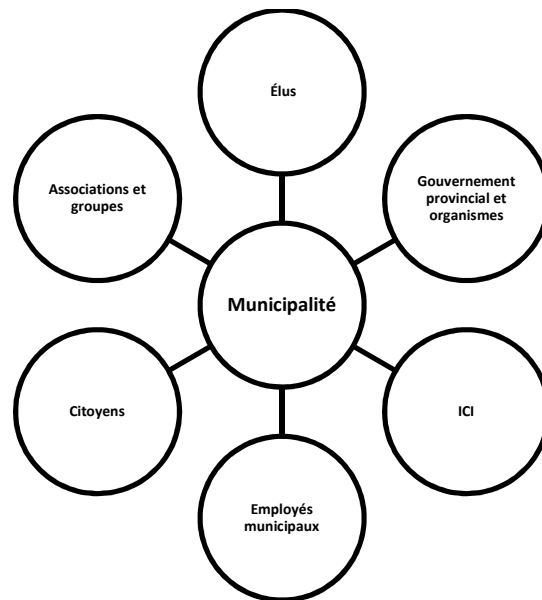 Élus
Associations et
groupes
Gouvernement
provincial et
organismes
Municipalité
Citoyens
ICI
Employés
municipaux